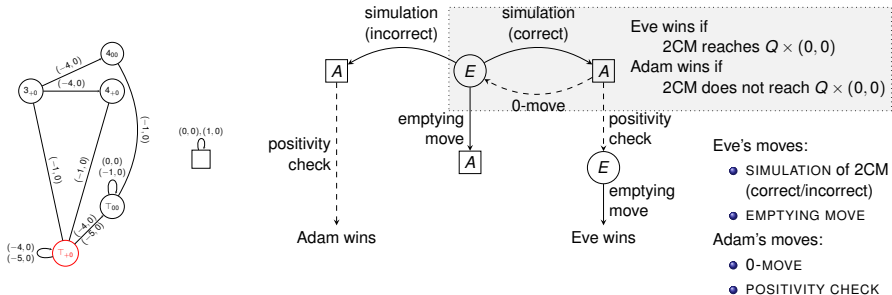 4₀₀
(−4,0)
3₊₀
(−4,0)
4₊₀
(−1,0)
(−1,0)
(−1,0)
(0,0)
(−1,0)
⊤₀₀
(−4,0)
(−5,0)
(−4,0)
(−5,0)
⊤₊₀
(0,0),(1,0)
simulation
(incorrect)
simulation
(correct)
A
E
A
0-move
Eve wins if
2CM reaches Q × (0, 0)
Adam wins if
2CM does not reach Q × (0, 0)
positivity
check
emptying
move
positivity
check
A
E
emptying
move
Adam wins
Eve wins
Eve's moves:
SIMULATION of 2CM
(correct/incorrect)
EMPTYING MOVE
Adam's moves:
0-MOVE
POSITIVITY CHECK